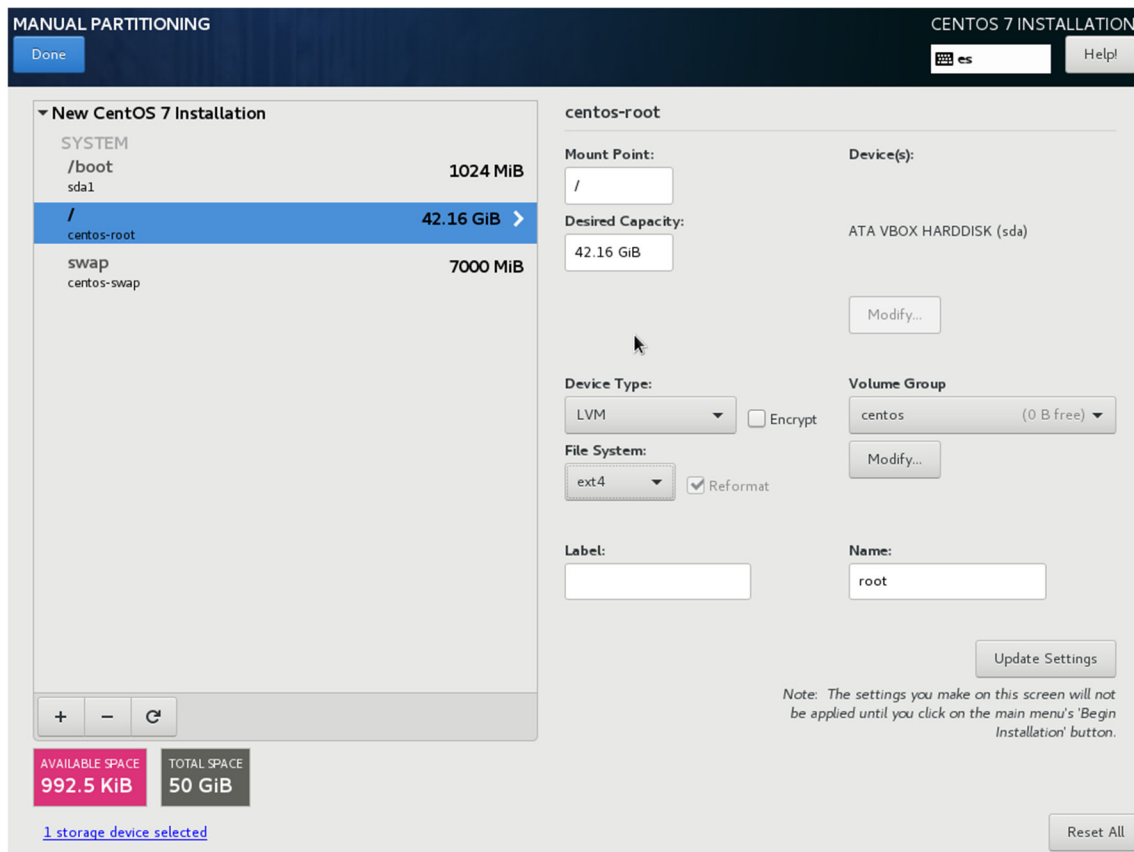 MANUAL PARTITIONING
CENTOS 7 INSTALLATION
Done
es
Help!
New CentOS 7 Installation
SYSTEM
/boot
1024 MiB
sda1
/
42.16 GiB
centos-root
swap
7000 MiB
centos-swap
+ −
AVAILABLE SPACE
992.5 KiB
TOTAL SPACE
50 GiB
1 storage device selected
centos-root
Mount Point:
/
Desired Capacity:
42.16 GiB
Device(s):
ATA VBOX HARDDISK (sda)
Modify...
Device Type:
LVM
Encrypt
Volume Group
centos (0 B free)
File System:
ext4
Reformat
Modify...
Label:
Name:
root
Update Settings
Note: The settings you make on this screen will not
be applied until you click on the main menu's 'Begin
Installation' button.
Reset All